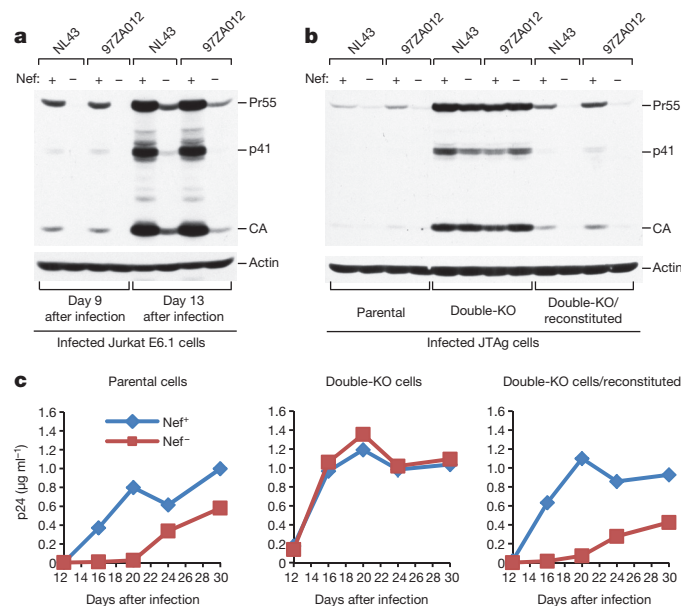 a
NL43 97ZA012 NL43 97ZA012
Nef: + − + − + − + −
Pr55
p41
CA
Actin
Day 9 after infection
Day 13 after infection
Infected Jurkat E6.1 cells
b
NL43 97ZA012 NL43 97ZA012 NL43 97ZA012
Nef: + − + − + − + − + − + −
Pr55
p41
CA
Actin
Parental
Double-KO
Double-KO/ reconstituted
Infected JTAg cells
c
Parental cells
Nef+
Nef−
p24 (µg ml−1)
1.6
1.4
1.2
1.0
0.8
0.6
0.4
0.2
0
12 14 16 18 20 22 24 26 28 30
Days after infection
Double-KO cells
1.6
1.4
1.2
1.0
0.8
0.6
0.4
0.2
0
12 14 16 18 20 22 24 26 28 30
Days after infection
Double-KO cells/reconstituted
1.6
1.4
1.2
1.0
0.8
0.6
0.4
0.2
0
12 14 16 18 20 22 24 26 28 30
Days after infection